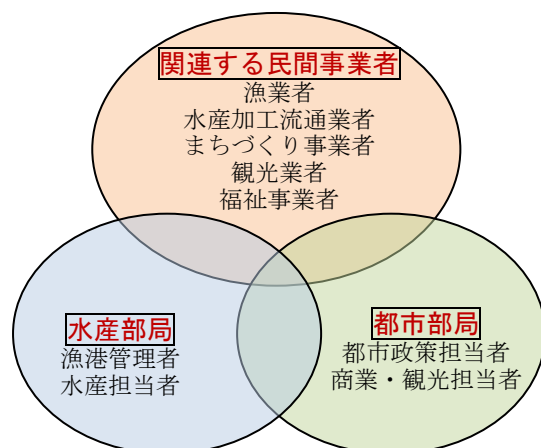 関連する民間事業者
漁業者
水産加工流通業者
まちづくり事業者
観光業者
福祉事業者
水産部局
漁港管理者
水産担当者
都市部局
都市政策担当者
商業・観光担当者